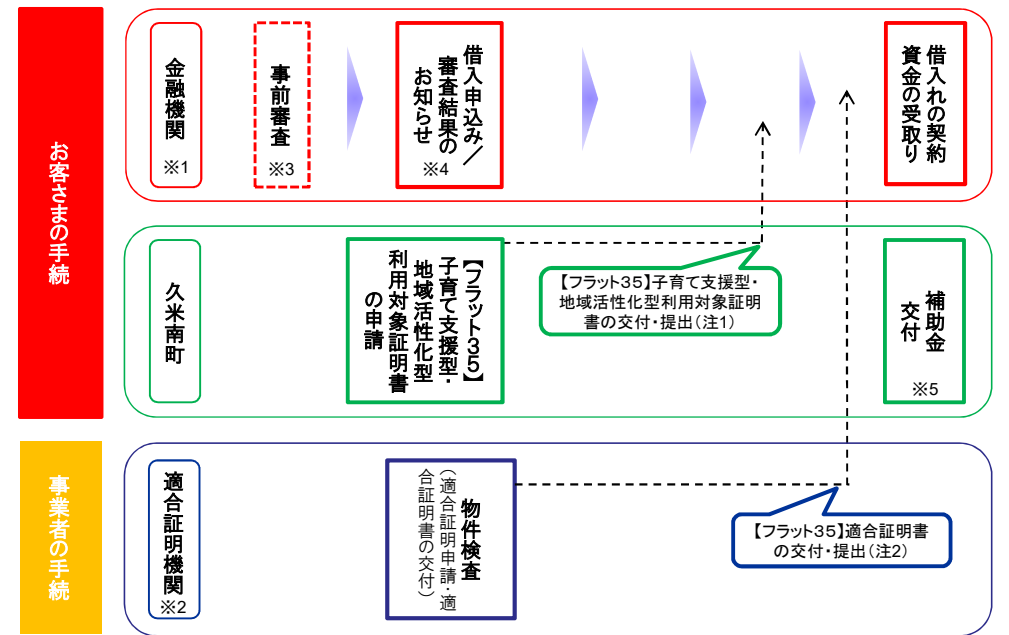 お客さまの手続
金融機関
※1
事前審査
※3
借入申込み／
審査結果の
お知らせ
※4
借入れの契約
資金の受取り
久米南町
【フラット35】
子育て支援型・
地域活性化型
利用対象証明書
の申請
【フラット35】子育て支援型・
地域活性化型利用対象証明
書の交付・提出（注1）
補助金
交付
※5
事業者の手続
適合証明機関
※2
物件検査
（適合証明申請・適
合証明書の交付）
【フラット35】適合証明書
の交付・提出（注2）